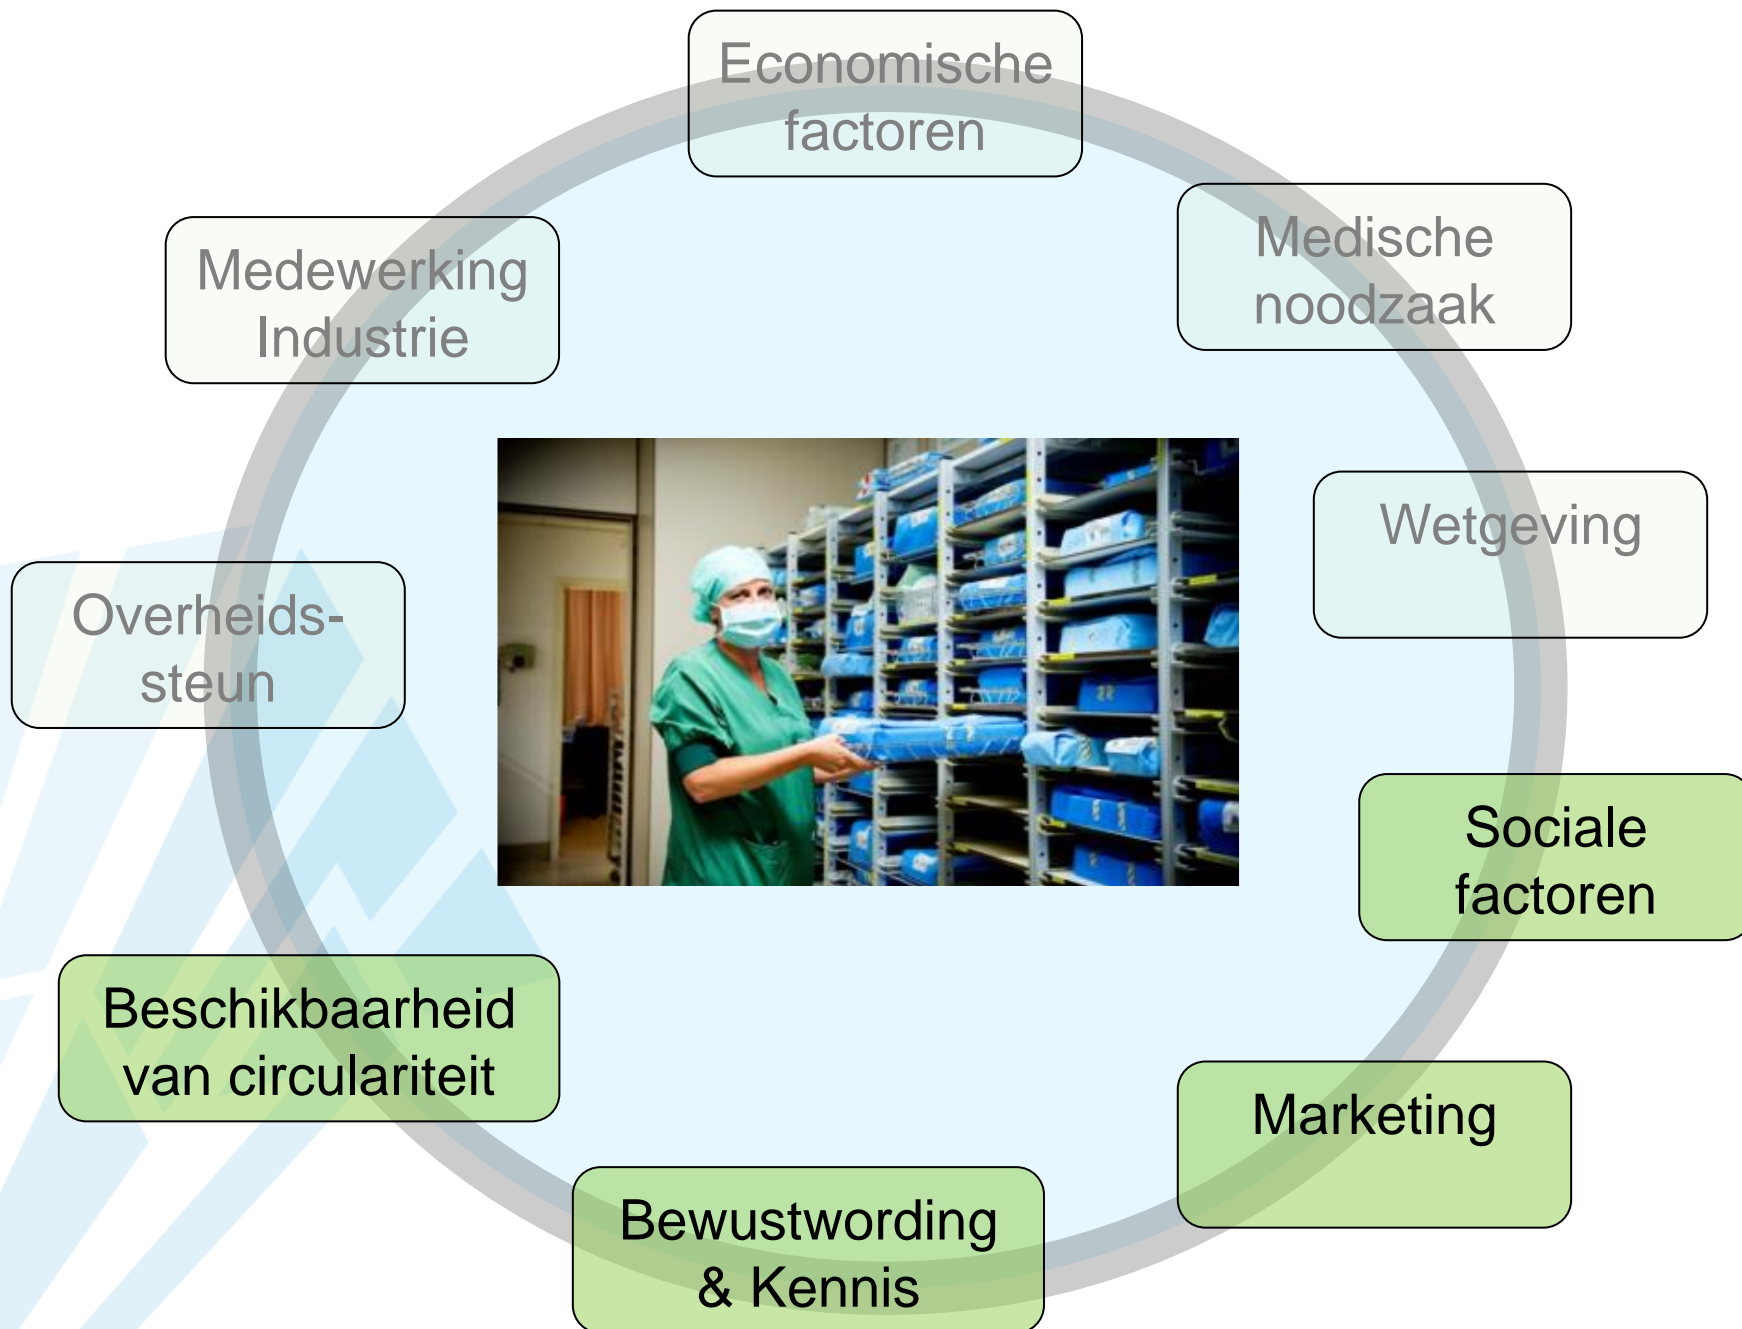 Economische
factoren
Medische
noodzaak
Medewerking
Industrie
Wetgeving
Overheids-
steun
Sociale
factoren
Beschikbaarheid
van circulariteit
Marketing
Bewustwording
& Kennis